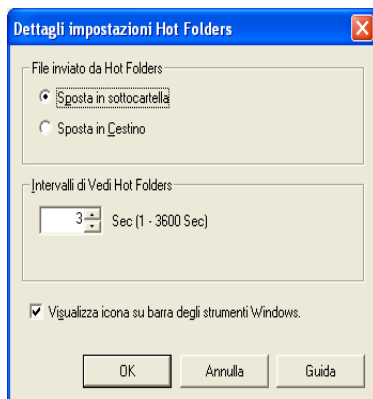 Dettagli impostazioni Hot Folders
File inviato da Hot Folders
Sposta in sottocartella
Sposta in Cestino
Intervalli di Vedi Hot Folders
3 Sec (1 - 3600 Sec)
Visualizza icona su barra degli strumenti Windows.
OK Annulla Guida